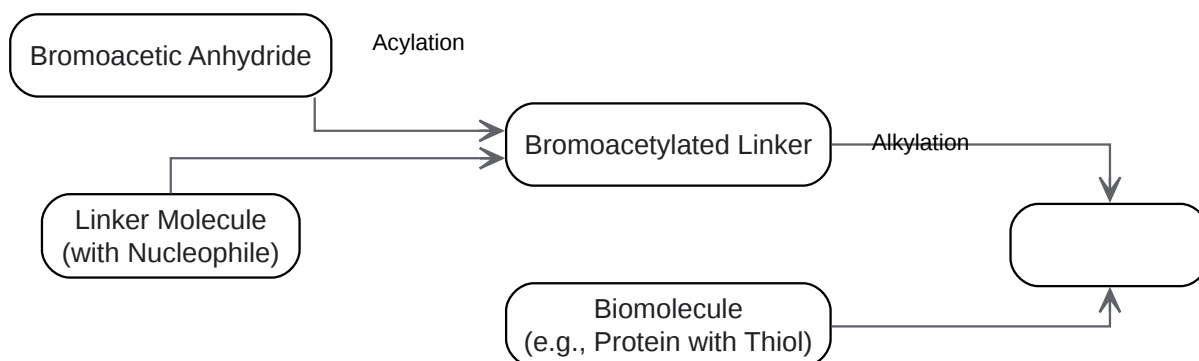 Bromoacetic Anhydride
Acylation
Bromoacetylated Linker
Alkylation
Linker Molecule
(with Nucleophile)
Biomolecule
(e.g., Protein with Thiol)